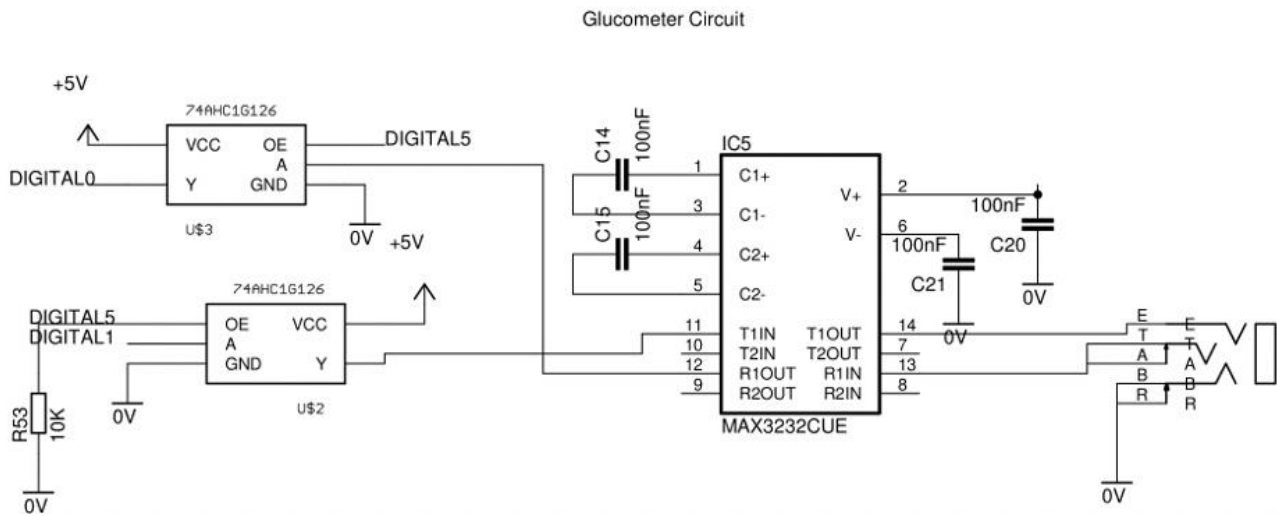 Glucometer Circuit
+5V
74AHC1G126
VCC OE
DIGITAL5
A
DIGITAL0
Y GND
U$3
0V
+5V
74AHC1G126
DIGITAL5
OE VCC
DIGITAL1
A
GND Y
0V
U$2
R53
10K
0V
C14
100nF
C15
100nF
IC5
1 C1+
V+ 2
3 C1-
V- 6
4 C2+
5 C2-
11 T1IN T1OUT 14
10 T2IN T2OUT 7
12 R1OUT R1IN 13
9 R2OUT R2IN 8
MAX3232CUE
100nF
C20
0V
100nF
C21
0V
E E
T T
A A
B B
R R
0V